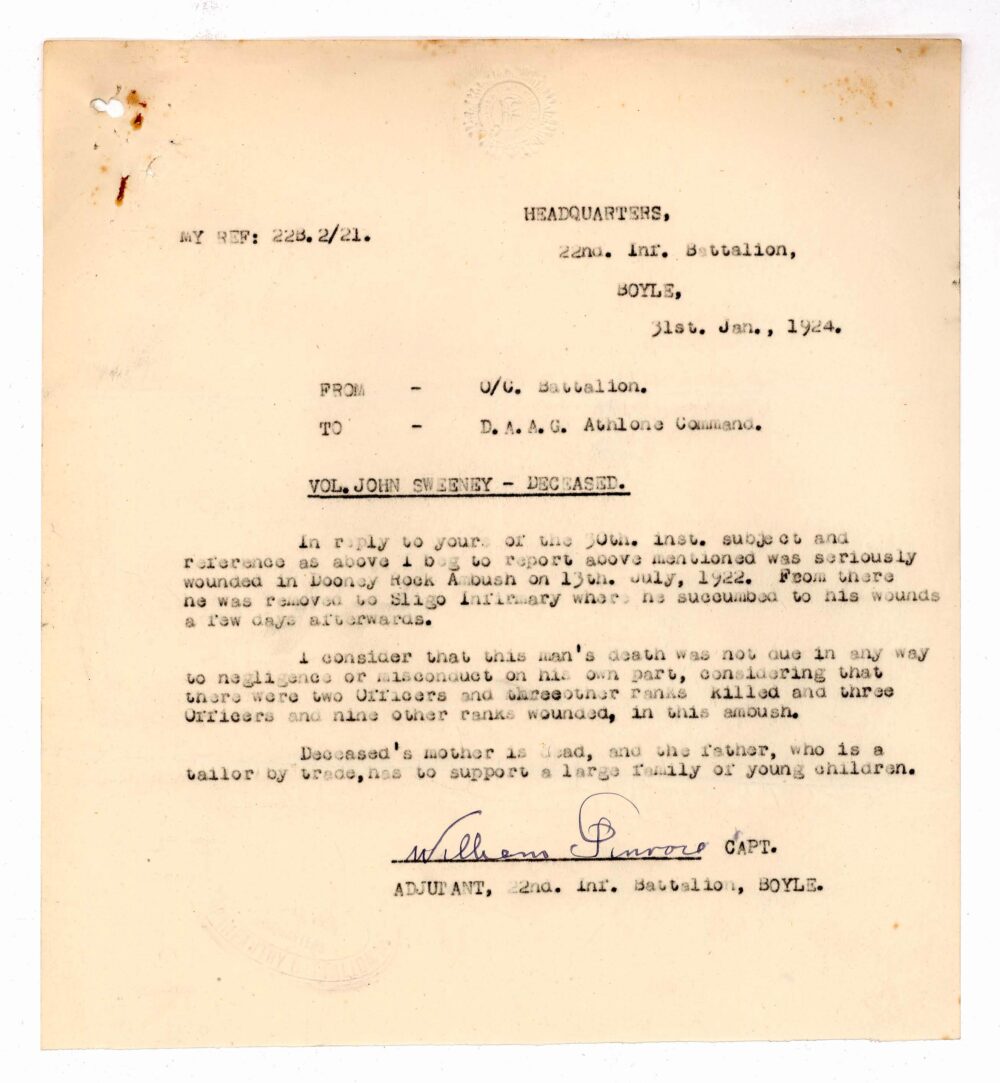 HEADQUARTERS,
MY REF: 22B.2/21.
22nd. Inf. Battalion,
BOYLE,
31st. Jan., 1924.
FROM - O/C. Battalion.
TO - D.A.A.G. Athlone Command.
VOL.JOHN SWEENEY - DECEASED.
In reply to yours of the 30th. inst. subject and
reference as above I beg to report above mentioned was seriously
wounded in Dooney Rock Ambush on 13th. July, 1922. From there
he was removed to Sligo Infirmary where he succumbed to his wounds
a few days afterwards.
I consider that this man's death was not due in any way
to negligence or misconduct on his own part, considering that
there were two Officers and threeother ranks killed and three
Officers and nine other ranks wounded, in this ambush.
Deceased's mother is dead, and the father, who is a
tailor by trade,has to support a large family of young children.
William CAPT.
ADJUTANT, 22nd. Inf. Battalion, BOYLE.